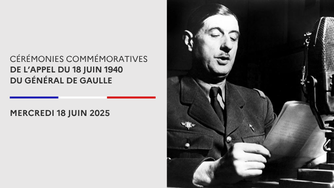 CÉRÉMONIES COMMÉMORATIVES
DE L'APPEL DU 18 JUIN 1940
DU GÉNÉRAL DE GAULLE
MERCREDI 18 JUIN 2025